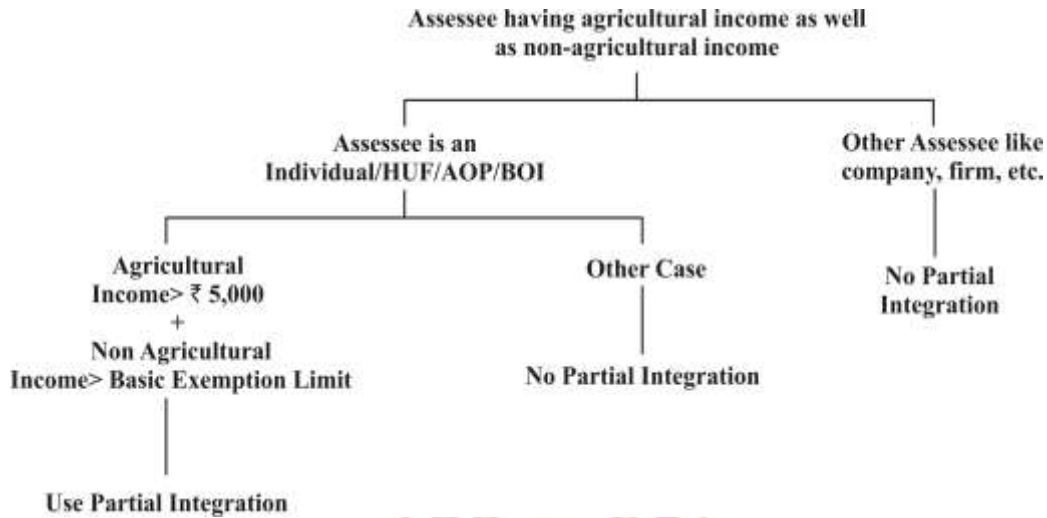 Assessee having agricultural income as well
as non-agricultural income
Assessee is an
Individual/HUF/AOP/BOI
Other Assessee like
company, firm, etc.
Agricultural
Income> ₹ 5,000
+
Non Agricultural
Income> Basic Exemption Limit
Other Case
No Partial
Integration
No Partial Integration
Use Partial Integration